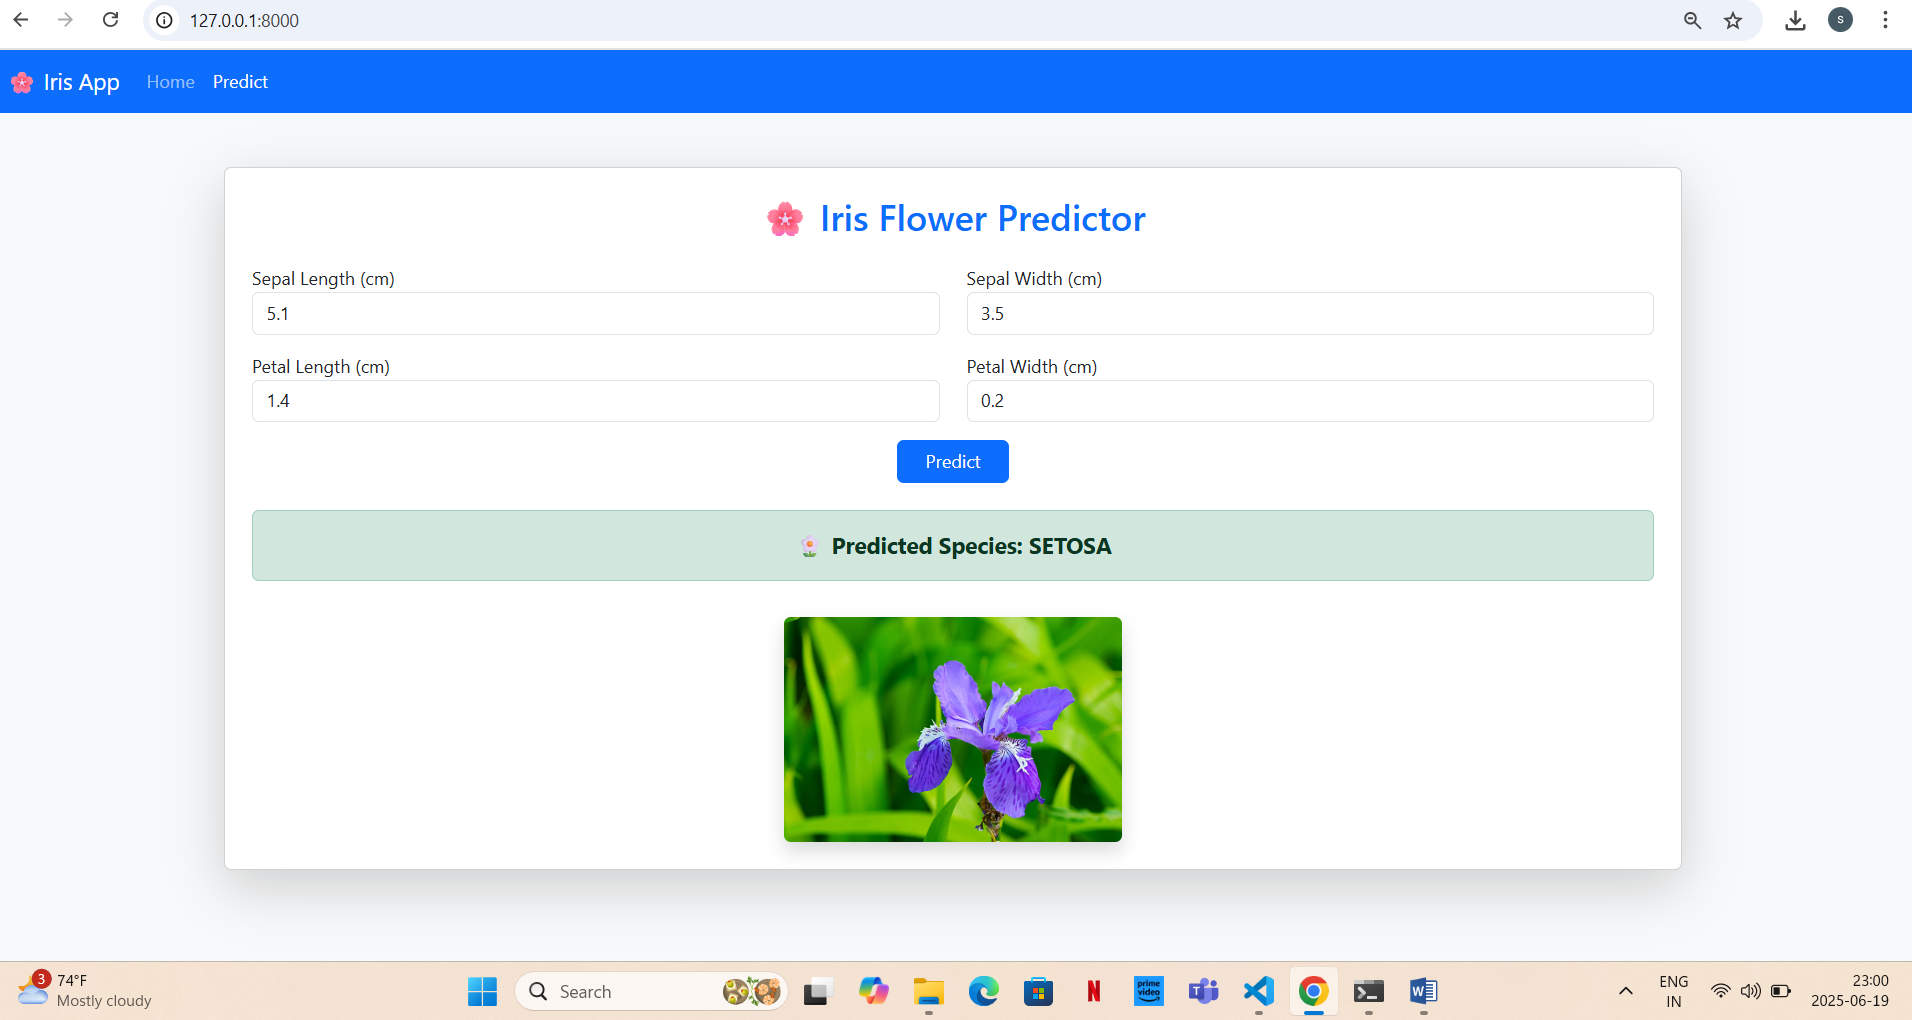 127.0.0.1:8000
S
Iris App Home Predict
Iris Flower Predictor
Sepal Length (cm) Sepal Width (cm)
5.1 3.5
Petal Length (cm) Petal Width (cm)
1.4 0.2
Predict
Predicted Species: SETOSA
3 74°F
Mostly cloudy
Search
N
prime video
T
W
ENG
IN
23:00
2025-06-19